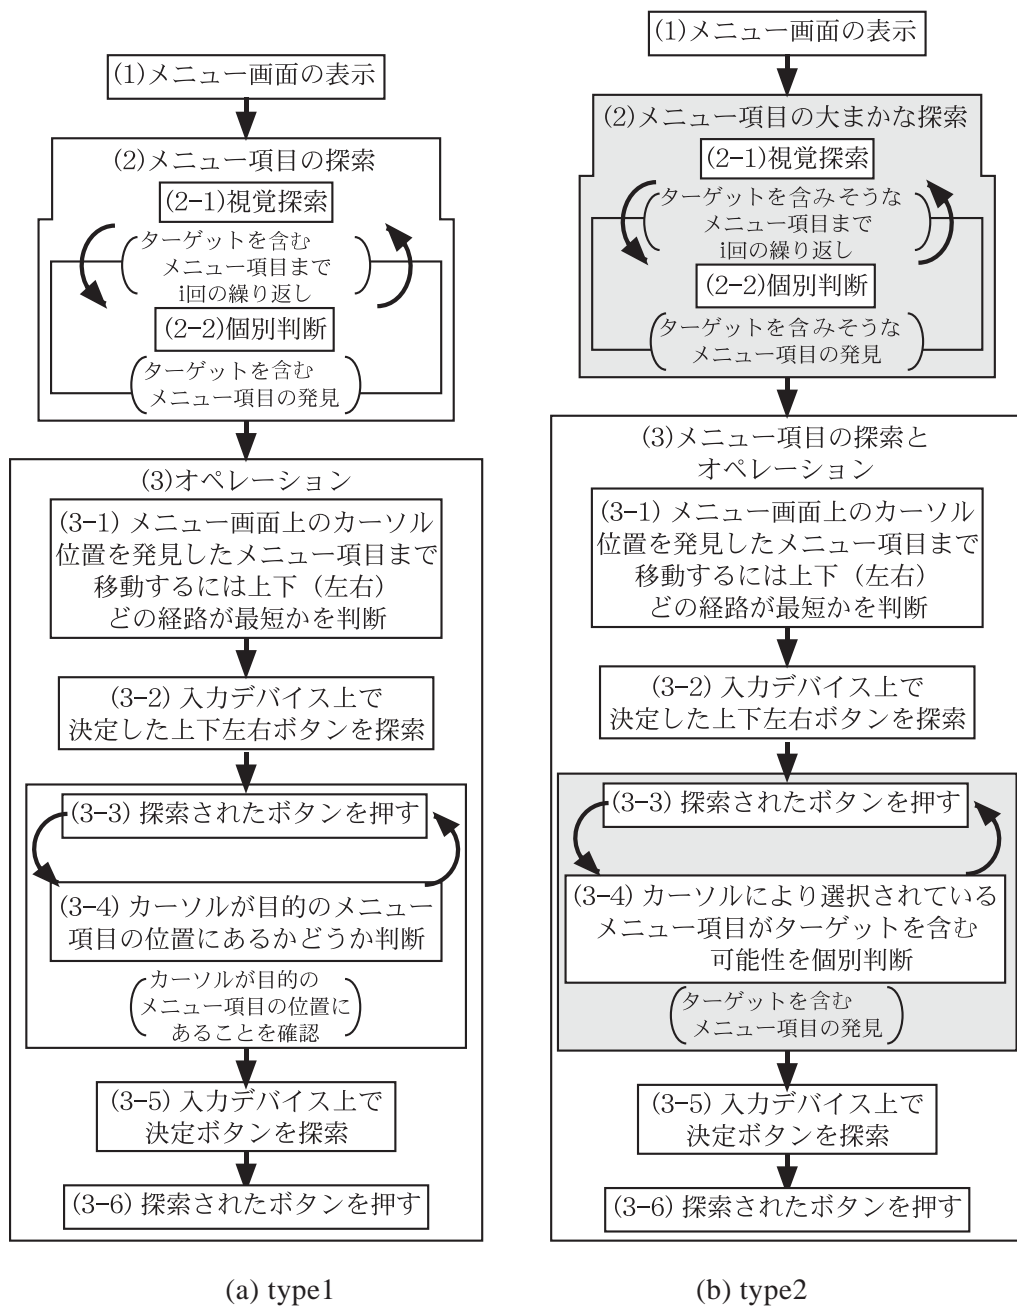 (1)メニュー画面の表示
(2)メニュー項目の探索
(2-1)視覚探索
ターゲットを含む
メニュー項目まで
i回の繰り返し
(2-2)個別判断
ターゲットを含む
メニュー項目の発見
(3)オペレーション
(3-1) メニュー画面上のカーソル
位置を発見したメニュー項目まで
移動するには上下（左右）
どの経路が最短かを判断
(3-2) 入力デバイス上で
決定した上下左右ボタンを探索
(3-3) 探索されたボタンを押す
(3-4) カーソルが目的のメニュー
項目の位置にあるかどうか判断
カーソルが目的の
メニュー項目の位置に
あることを確認
(3-5) 入力デバイス上で
決定ボタンを探索
(3-6) 探索されたボタンを押す
(a) type1
(1)メニュー画面の表示
(2)メニュー項目の大まかな探索
(2-1)視覚探索
ターゲットを含みそうな
メニュー項目まで
i回の繰り返し
(2-2)個別判断
ターゲットを含みそうな
メニュー項目の発見
(3)メニュー項目の探索と
オペレーション
(3-1) メニュー画面上のカーソル
位置を発見したメニュー項目まで
移動するには上下（左右）
どの経路が最短かを判断
(3-2) 入力デバイス上で
決定した上下左右ボタンを探索
(3-3) 探索されたボタンを押す
(3-4) カーソルにより選択されている
メニュー項目がターゲットを含む
可能性を個別判断
ターゲットを含む
メニュー項目の発見
(3-5) 入力デバイス上で
決定ボタンを探索
(3-6) 探索されたボタンを押す
(b) type2